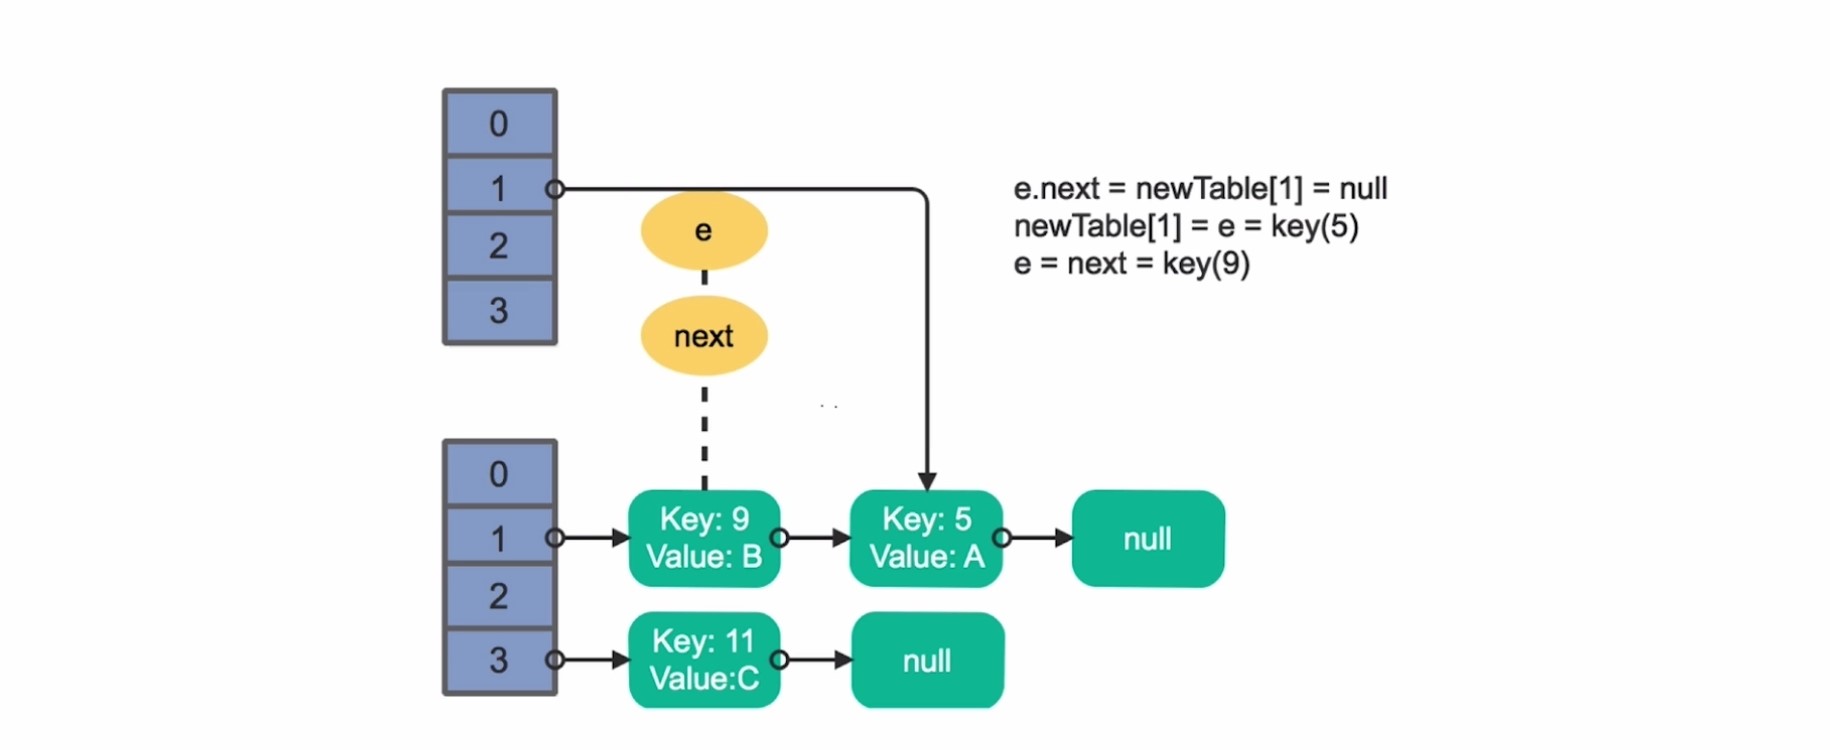 0
1
2
3
e
next
e.next = newTable[1] = null
newTable[1] = e = key(5)
e = next = key(9)
0
1
2
3
Key: 9
Value: B
Key: 5
Value: A
null
Key: 11
Value:C
null